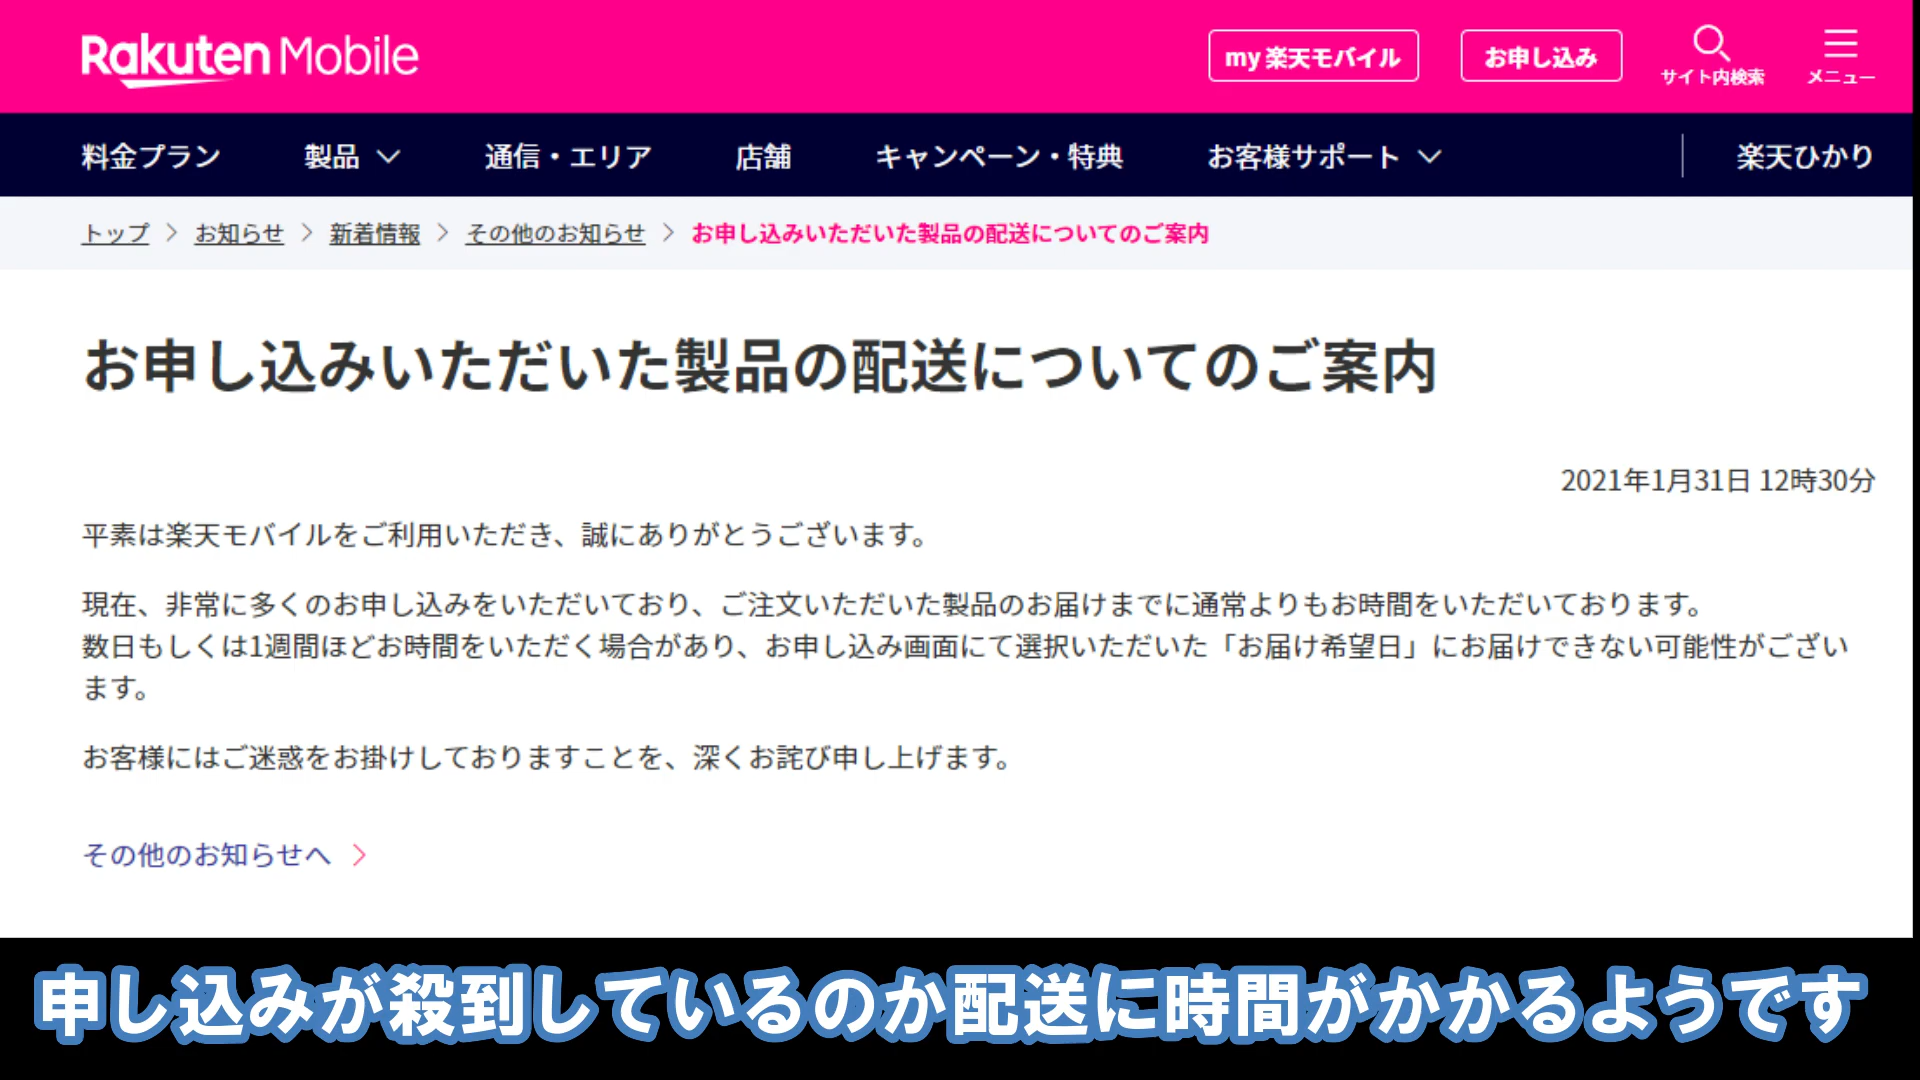 Rakuten Mobile
my 楽天モバイル
お申し込み
サイト内検索
メニュー
料金プラン
製品
通信・エリア
店舗
キャンペーン・特典
お客様サポート
楽天ひかり
トップ > お知らせ > 新着情報 > その他のお知らせ > お申し込みいただいた製品の配送についてのご案内
お申し込みいただいた製品の配送についてのご案内
2021年1月31日 12時30分
平素は楽天モバイルをご利用いただき、誠にありがとうございます。
現在、非常に多くのお申し込みをいただいており、ご注文いただいた製品のお届けまでに通常よりもお時間をいただいております。
数日もしくは1週間ほどお時間をいただく場合があり、お申し込み画面にて選択いただいた「お届け希望日」にお届けできない可能性がござい
ます。
お客様にはご迷惑をお掛けしておりますことを、深くお詫び申し上げます。
その他のお知らせへ >
申し込みが殺到しているのか配送に時間がかかるようです